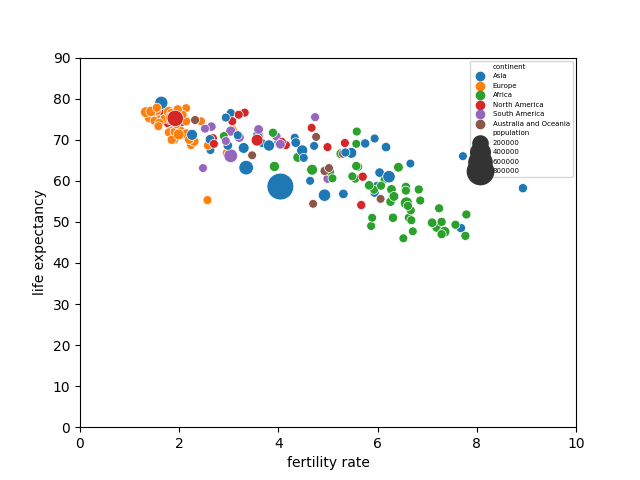 90
80
70
60
50
40
30
20
10
0
life expectancy
0 2 4 6 8 10
fertility rate
continent
Asia
Europe
Africa
North America
South America
Australia and Oceania
population
200000
400000
600000
800000